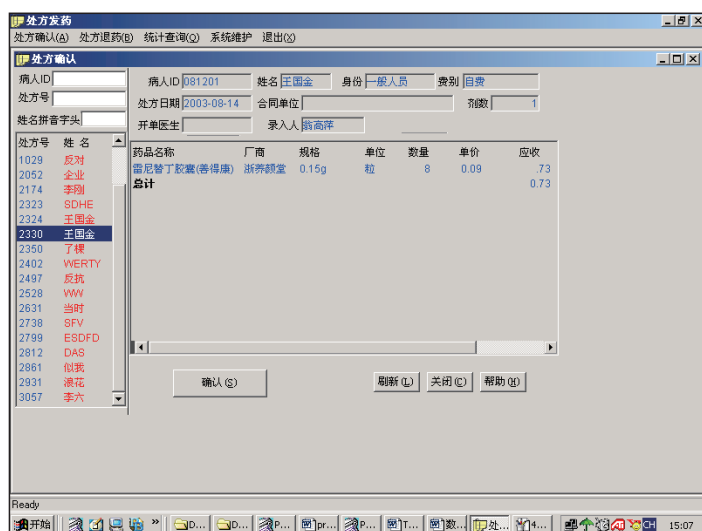 处方发药
处方确认(A) 处方退药(B) 统计查询(Q) 系统维护 退出(X)
处方确认
病人ID
处方号
姓名拼音字头
病人ID 081201 姓名 王国金 身份 一般人员 费别 自费
处方日期 2003-08-14 合同单位 剂数 1
开单医生 录入人 翁高萍
处方号 姓 名
1029 反对
2052 企业
2174 李刚
2323 SDHE
2324 王国金
2330 王国金
2350 了棵
2402 WERTY
2497 反抗
2528 WW
2631 当时
2738 SFV
2799 ESDFD
2812 DAS
2861 似我
2931 浪花
3057 李六
药品名称 厂商 规格 单位 数量 单价 应收
雷尼替丁胶囊(善得康) 浙养颜堂 0.15g 粒 8 0.09 .73
总计 0.73
确认(S) 刷新(L) 关闭(C) 帮助(H)
Ready
开始 » D... D... P... pr... P... T... 数... 处... 4... CH 15:07